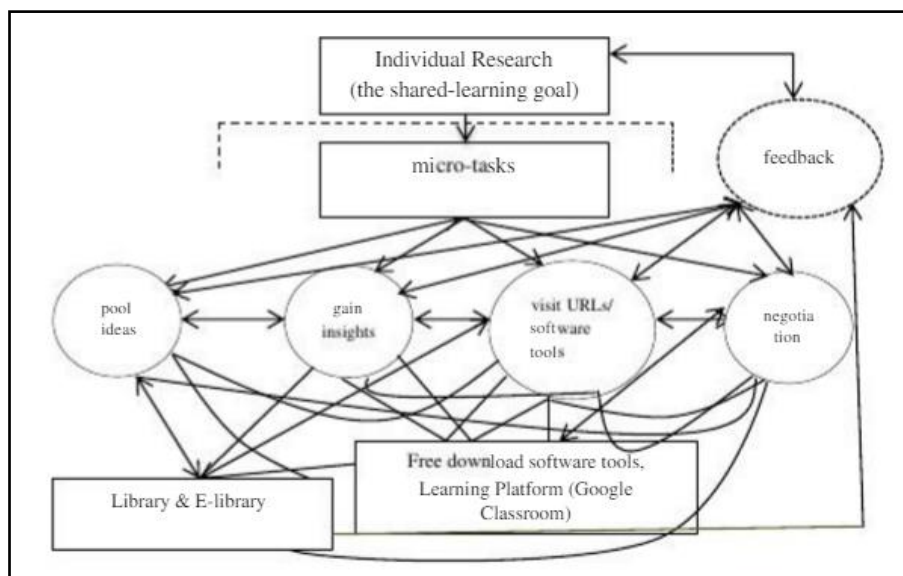 Individual Research
(the shared-learning goal)
micro-tasks
feedback
pool
ideas
gain
insights
visit URLs/
software
tools
negotia
tion
Free download software tools,
Learning Platform (Google
Classroom)
Library & E-library